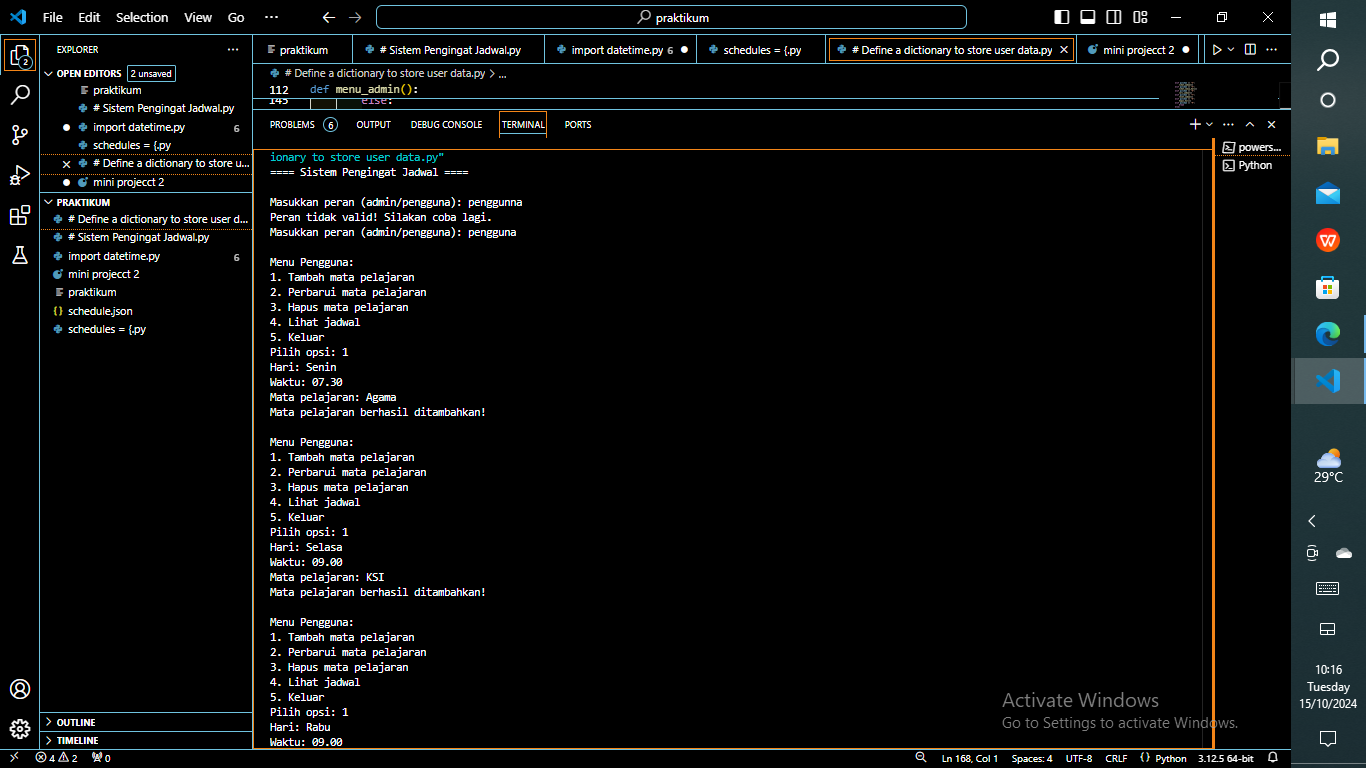 File Edit Selection View Go ··· praktikum
EXPLORER ···
OPEN EDITORS 2 unsaved
praktikum
# Sistem Pengingat Jadwal.py
import datetime.py 6
schedules = {.py
# Define a dictionary to store u...
mini projecct 2
PRAKTIKUM
# Define a dictionary to store user d...
# Sistem Pengingat Jadwal.py
import datetime.py 6
mini projecct 2
praktikum
schedule.json
schedules = {.py
OUTLINE
TIMELINE
praktikum # Sistem Pengingat Jadwal.py import datetime.py 6 schedules = {.py # Define a dictionary to store user data.py mini projecct 2 ···
# Define a dictionary to store user data.py > ...
112 def menu_admin():
145 else:
PROBLEMS 6 OUTPUT DEBUG CONSOLE TERMINAL PORTS
powers...
Python
ionary to store user data.py"
==== Sistem Pengingat Jadwal ====
Masukkan peran (admin/pengguna): penggunna
Peran tidak valid! Silakan coba lagi.
Masukkan peran (admin/pengguna): pengguna
Menu Pengguna:
1. Tambah mata pelajaran
2. Perbarui mata pelajaran
3. Hapus mata pelajaran
4. Lihat jadwal
5. Keluar
Pilih opsi: 1
Hari: Senin
Waktu: 07.30
Mata pelajaran: Agama
Mata pelajaran berhasil ditambahkan!
Menu Pengguna:
1. Tambah mata pelajaran
2. Perbarui mata pelajaran
3. Hapus mata pelajaran
4. Lihat jadwal
5. Keluar
Pilih opsi: 1
Hari: Selasa
Waktu: 09.00
Mata pelajaran: KSI
Mata pelajaran berhasil ditambahkan!
Menu Pengguna:
1. Tambah mata pelajaran
2. Perbarui mata pelajaran
3. Hapus mata pelajaran
4. Lihat jadwal
5. Keluar
Pilih opsi: 1
Hari: Rabu
Waktu: 09.00
Activate Windows
Go to Settings to activate Windows.
4 2 0 Ln 168, Col 1 Spaces: 4 UTF-8 CRLF {} Python 3.12.5 64-bit
29°C
10:16
Tuesday
15/10/2024